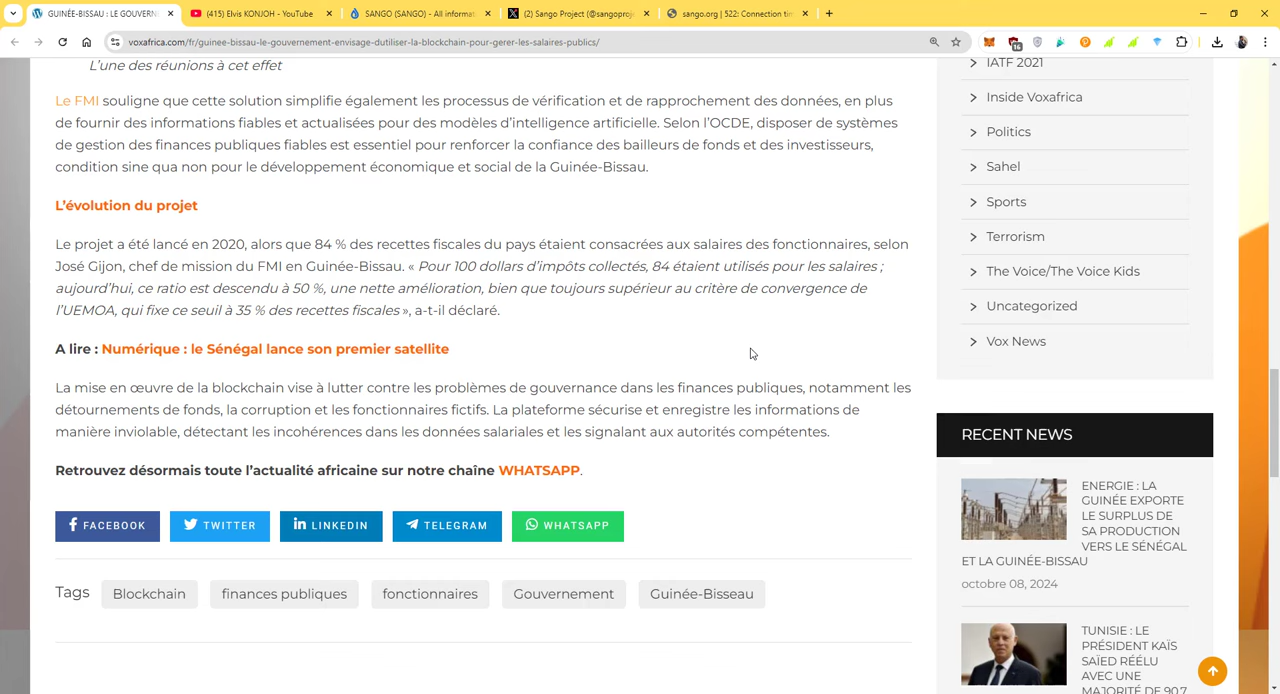 GUINÉE-BISSAU : LE GOUVERN
(415) Elvis KONJOH - YouTube
SANGO (SANGO) - All informat
(2) Sango Project (@sangoproje
sango.org | 522: Connection tim
voxafrica.com/fr/guinee-bissau-le-gouvernement-envisage-dutiliser-la-blockchain-pour-gerer-les-salaires-publics/
16
L'une des réunions à cet effet
Le FMI souligne que cette solution simplifie également les processus de vérification et de rapprochement des données, en plus
de fournir des informations fiables et actualisées pour des modèles d'intelligence artificielle. Selon l'OCDE, disposer de systèmes
de gestion des finances publiques fiables est essentiel pour renforcer la confiance des bailleurs de fonds et des investisseurs,
condition sine qua non pour le développement économique et social de la Guinée-Bissau.
L'évolution du projet
Le projet a été lancé en 2020, alors que 84 % des recettes fiscales du pays étaient consacrées aux salaires des fonctionnaires, selon
José Gijon, chef de mission du FMI en Guinée-Bissau. « Pour 100 dollars d'impôts collectés, 84 étaient utilisés pour les salaires ;
aujourd'hui, ce ratio est descendu à 50 %, une nette amélioration, bien que toujours supérieur au critère de convergence de
l'UEMOA, qui fixe ce seuil à 35 % des recettes fiscales », a-t-il déclaré.
A lire : Numérique : le Sénégal lance son premier satellite
La mise en œuvre de la blockchain vise à lutter contre les problèmes de gouvernance dans les finances publiques, notamment les
détournements de fonds, la corruption et les fonctionnaires fictifs. La plateforme sécurise et enregistre les informations de
manière inviolable, détectant les incohérences dans les données salariales et les signalant aux autorités compétentes.
Retrouvez désormais toute l'actualité africaine sur notre chaîne WHATSAPP.
FACEBOOK
TWITTER
LINKEDIN
TELEGRAM
WHATSAPP
Tags
Blockchain
finances publiques
fonctionnaires
Gouvernement
Guinée-Bisseau
IATF 2021
Inside Voxafrica
Politics
Sahel
Sports
Terrorism
The Voice/The Voice Kids
Uncategorized
Vox News
RECENT NEWS
ENERGIE : LA
GUINÉE EXPORTE
LE SURPLUS DE
SA PRODUCTION
VERS LE SÉNÉGAL
ET LA GUINÉE-BISSAU
octobre 08, 2024
TUNISIE : LE
PRÉSIDENT KAÏS
SAÏED RÉÉLU
AVEC UNE
MAJORITÉ DE 90,7